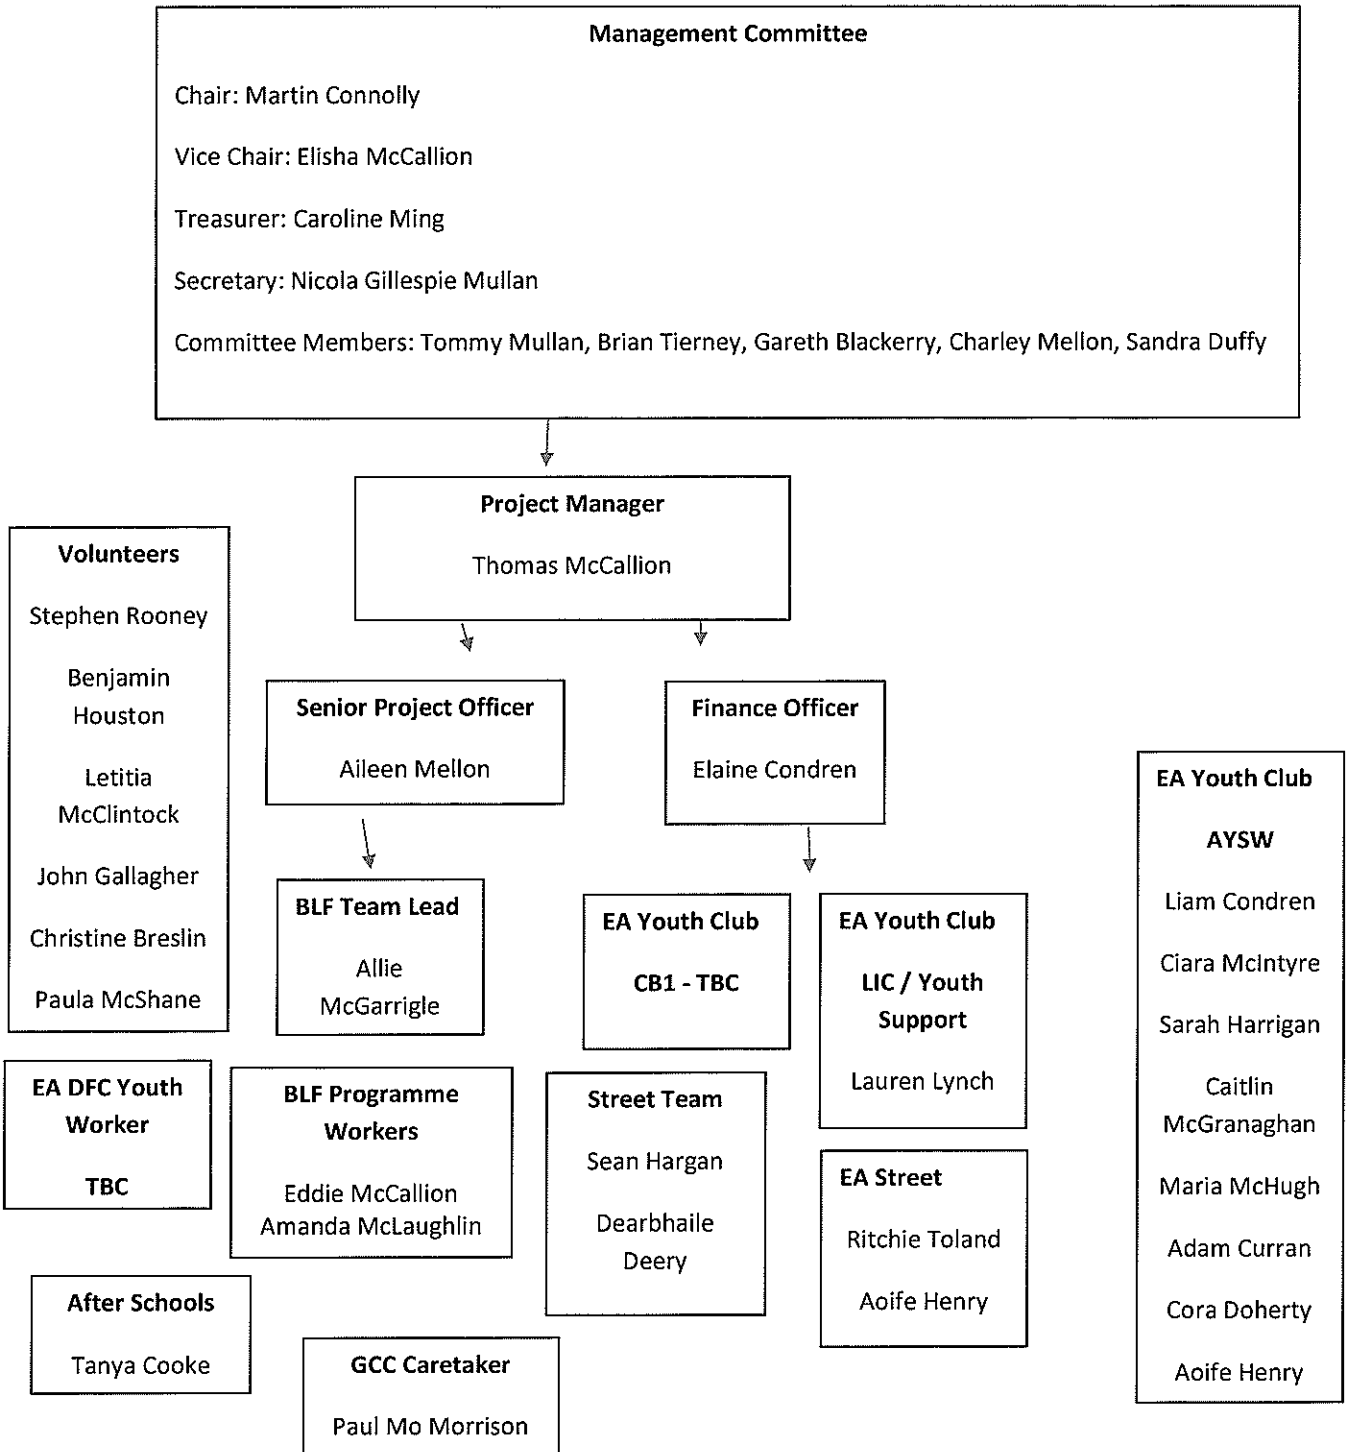 Management Committee
Chair: Martin Connolly
Vice Chair: Elisha McCallion
Treasurer: Caroline Ming
Secretary: Nicola Gillespie Mullan
Committee Members: Tommy Mullan, Brian Tierney, Gareth Blackerry, Charley Mellon, Sandra Duffy
Project Manager
Thomas McCallion
Volunteers
Stephen Rooney
Benjamin
Houston
Letitia
McClintock
John Gallagher
Christine Breslin
Paula McShane
Senior Project Officer
Aileen Mellon
Finance Officer
Elaine Condren
BLF Team Lead
Allie
McGarrigle
EA Youth Club
CB1 - TBC
EA Youth Club
LIC / Youth
Support
Lauren Lynch
EA Youth Club
AYSW
Liam Condren
Ciara McIntyre
Sarah Harrigan
Caitlin
McGranaghan
Maria McHugh
Adam Curran
Cora Doherty
Aoife Henry
EA DFC Youth
Worker
TBC
BLF Programme
Workers
Eddie McCallion
Amanda McLaughlin
Street Team
Sean Hargan
Dearbhaile
Deery
EA Street
Ritchie Toland
Aoife Henry
After Schools
Tanya Cooke
GCC Caretaker
Paul Mo Morrison